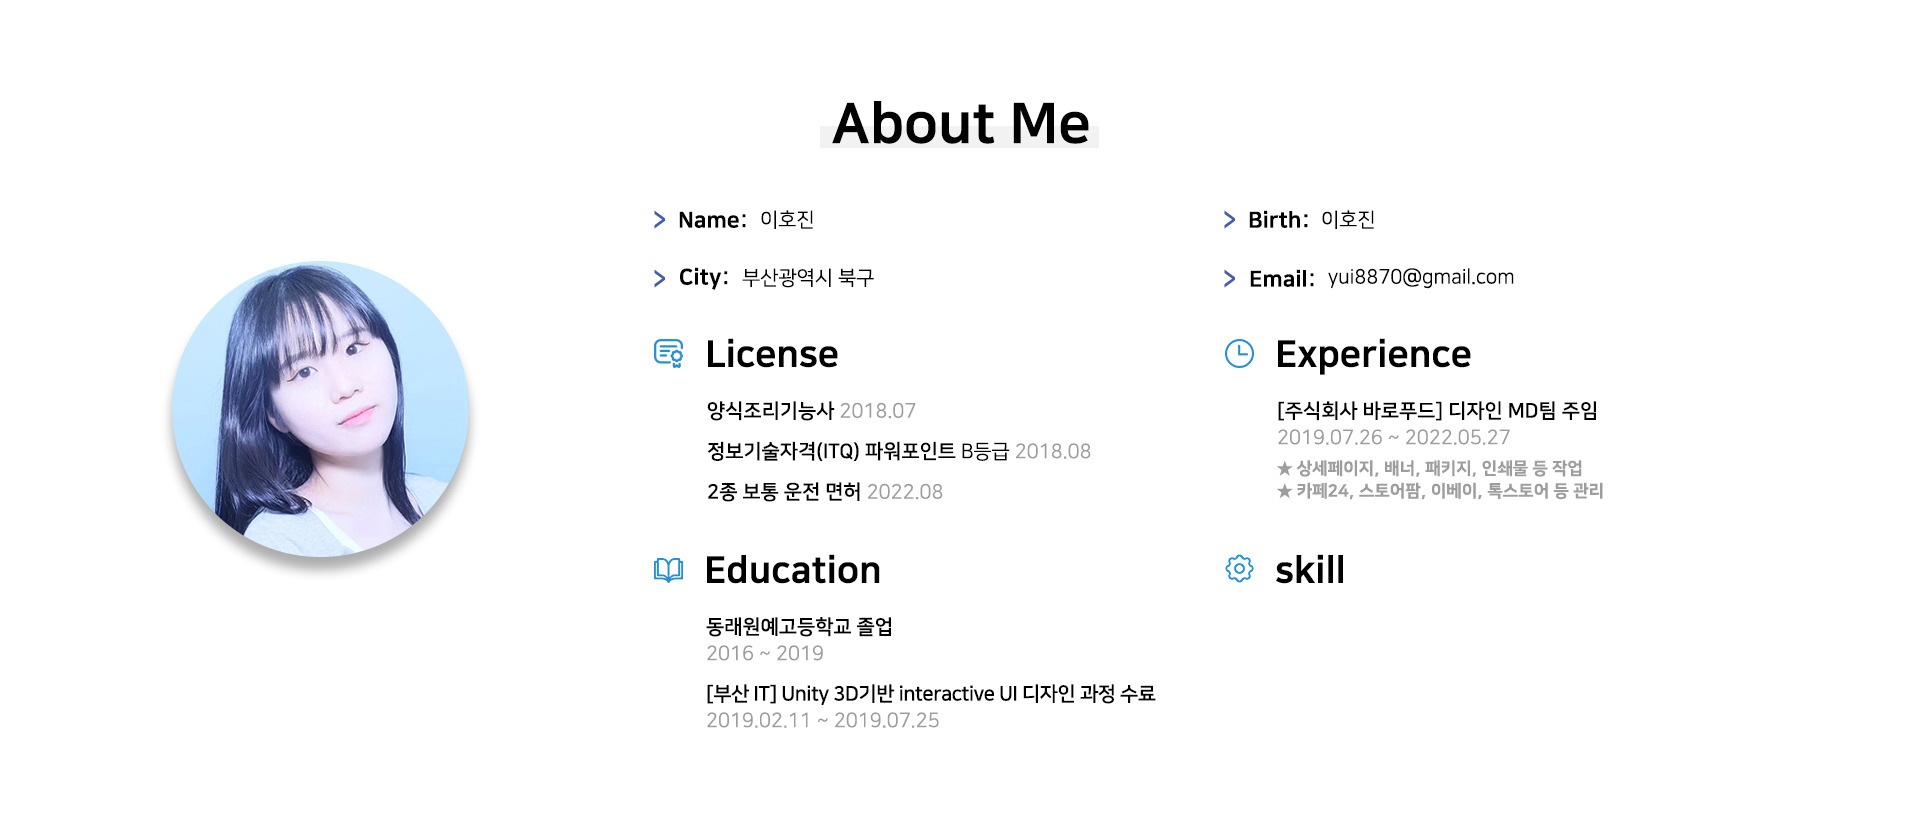 About Me
> Name: 이호진
> Birth: 이호진
> City: 부산광역시 북구
> Email: yui8870@gmail.com
License
양식조리기능사 2018.07
정보기술자격(ITQ) 파워포인트 B등급 2018.08
2종 보통 운전 면허 2022.08
Experience
[주식회사 바로푸드] 디자인 MD팀 주임
2019.07.26 ~ 2022.05.27
★ 상세페이지, 배너, 패키지, 인쇄물 등 작업
★ 카페24, 스토어팜, 이베이, 톡스토어 등 관리
Education
동래원예고등학교 졸업
2016 ~ 2019
[부산 IT] Unity 3D기반 interactive UI 디자인 과정 수료
2019.02.11 ~ 2019.07.25
skill